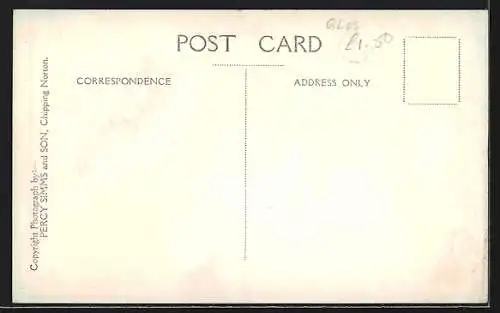 GLOS
£1.50
POST CARD
CORRESPONDENCE
ADDRESS ONLY
Copyright Photograph by:—
PERCY SIMMS and SON, Chipping Norton.